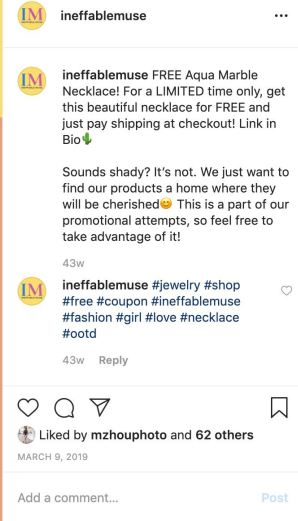 IM
ineffablemuse
...
IM
ineffablemuse FREE Aqua Marble
Necklace! For a LIMITED time only, get
this beautiful necklace for FREE and
just pay shipping at checkout! Link in
Bio🌵
Sounds shady? It's not. We just want to
find our products a home where they
will be cherished😊 This is a part of our
promotional attempts, so feel free to
take advantage of it!
43w
IM
ineffablemuse #jewelry #shop
#free #coupon #ineffablemuse
#fashion #girl #love #necklace
#ootd
43w Reply
Liked by mzhouphoto and 62 others
MARCH 9, 2019
Add a comment... Post